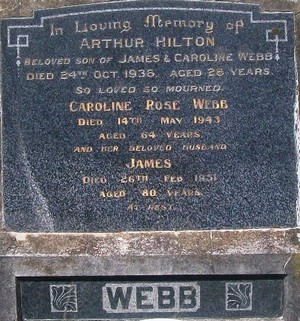 In Loving Memory of
ARTHUR HILTON
BELOVED SON OF JAMES & CAROLINE WEBB
DIED 24TH OCT. 1936. AGED 26 YEARS.
SO LOVED SO MOURNED.
CAROLINE ROSE WEBB
DIED 14TH MAY 1943
AGED 64 YEARS.
AND HER BELOVED HUSBAND
JAMES
DIED 26TH FEB 1951
AGED 80 YEARS.
AT REST.
WEBB